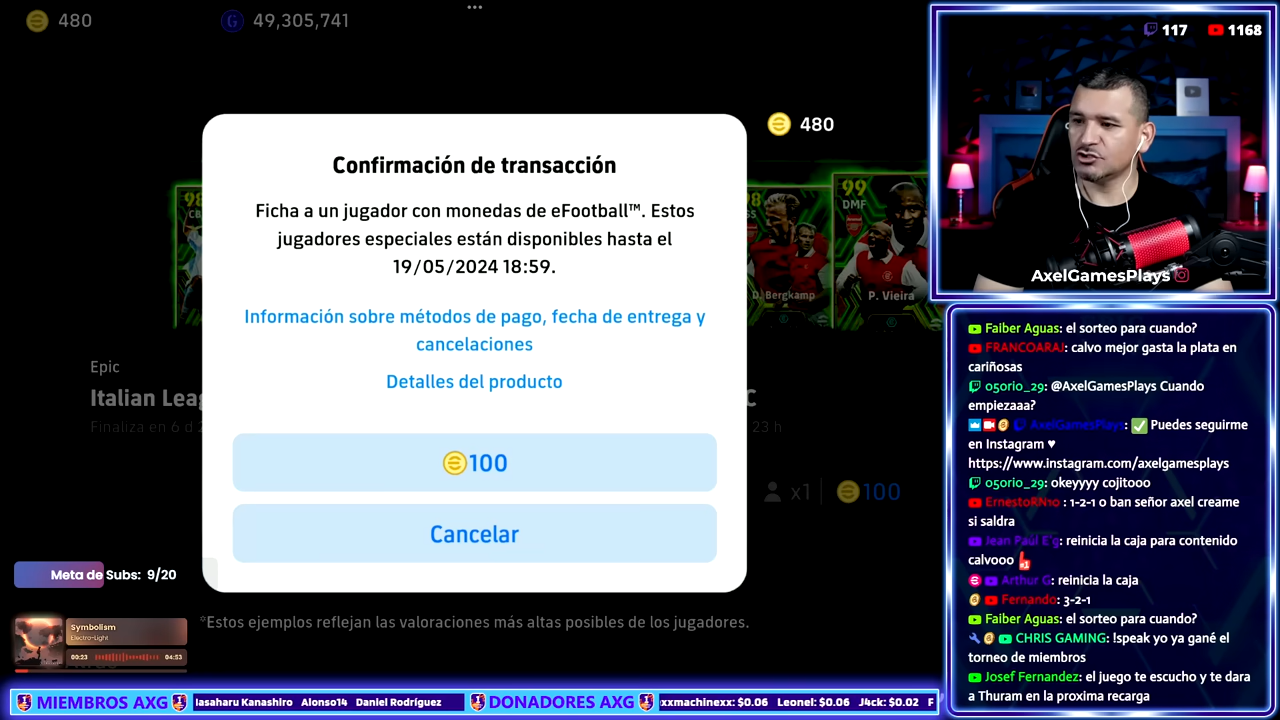 480
49,305,741
480
Confirmación de transacción
Ficha a un jugador con monedas de eFootball™. Estos
jugadores especiales están disponibles hasta el
19/05/2024 18:59.
Información sobre métodos de pago, fecha de entrega y
cancelaciones
Detalles del producto
100
Cancelar
98
99
DMF
D. Bergkamp
P. Vieira
Epic
Italian Leag
C
Finaliza en 6 d 2
23 h
x1
100
*Estos ejemplos reflejan las valoraciones más altas posibles de los jugadores.
Meta de Subs: 9/20
Symbolism
Electro-Light
00:23
04:53
117
1168
AxelGamesPlays
Faiber Aguas: el sorteo para cuando?
FRANCOARAJ: calvo mejor gasta la plata en
cariñosas
o5orio_29: @AxelGamesPlays Cuando
empiezaaa?
AxelGamesPlays: ✅ Puedes seguirme
en Instagram ♥
https://www.instagram.com/axelgamesplays
o5orio_29: okeyyyy cojitooo
ErnestoRN10 : 1-2-1 o ban señor axel creame
si saldra
Jean Paúl E'g: reinicia la caja para contenido
calvooo
Arthur G: reinicia la caja
Fernando: 3-2-1
Faiber Aguas: el sorteo para cuando?
CHRIS GAMING: !speak yo ya gané el
torneo de miembros
Josef Fernandez: el juego te escucho y te dara
a Thuram en la proxima recarga
MIEMBROS AXG
lasaharu Kanashiro Alonso14 Daniel Rodríguez
DONADORES AXG
xxmachinexx: $0.06 Leonel: $0.06 J4ck: $0.02 F